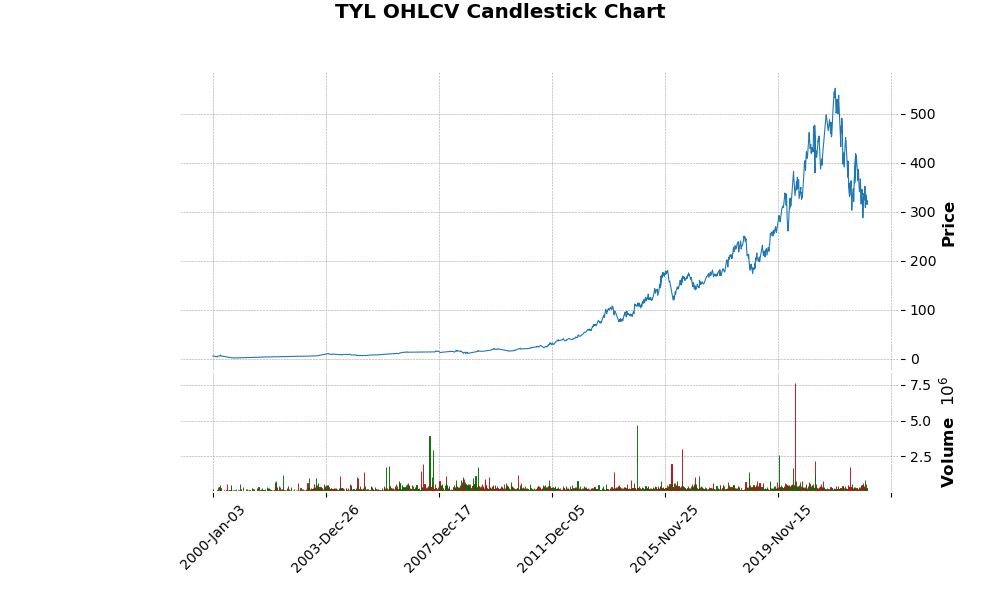 TYL OHLCV Candlestick Chart
500
400
300
200
100
0
Price
7.5
5.0
2.5
Volume 10^6
2000-Jan-03
2003-Dec-26
2007-Dec-17
2011-Dec-05
2015-Nov-25
2019-Nov-15